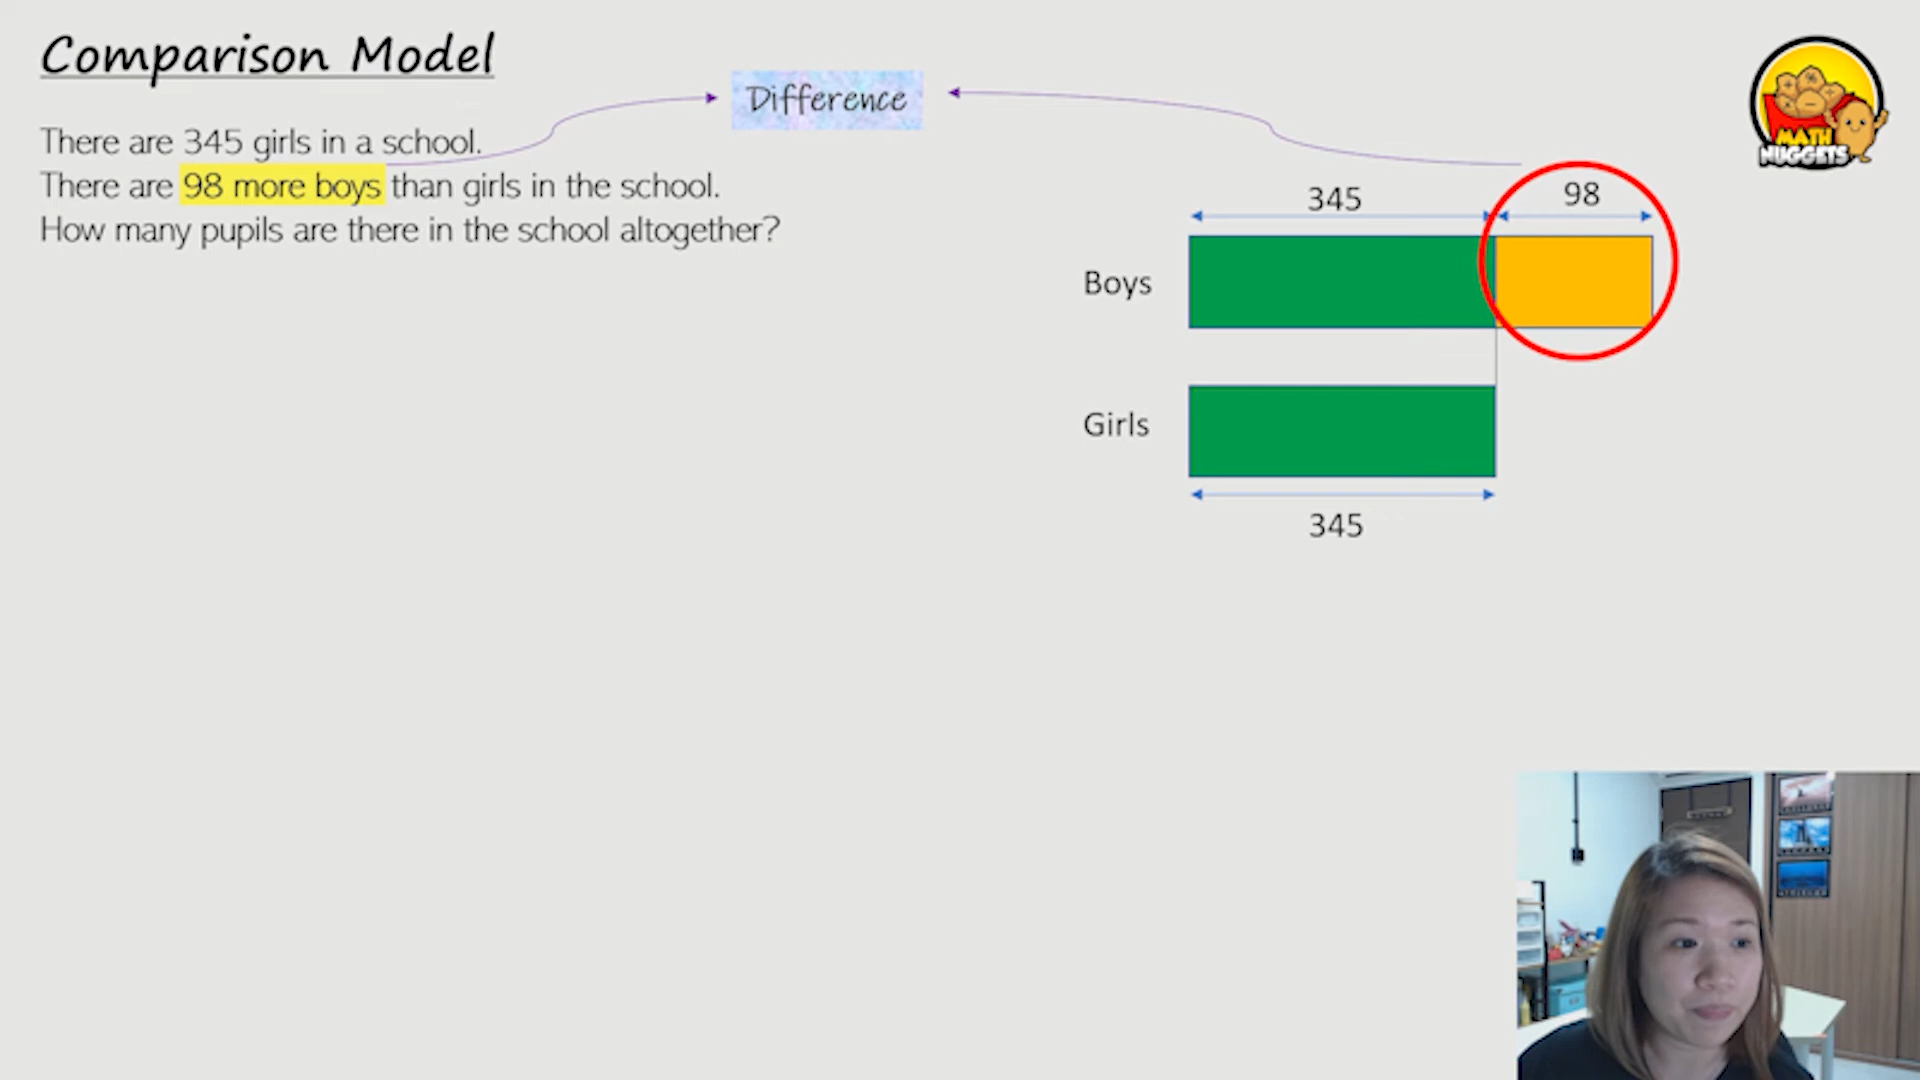 Comparison Model
Difference
There are 345 girls in a school.
There are 98 more boys than girls in the school.
How many pupils are there in the school altogether?
MATH
NUGGETS
345
98
Boys
Girls
345